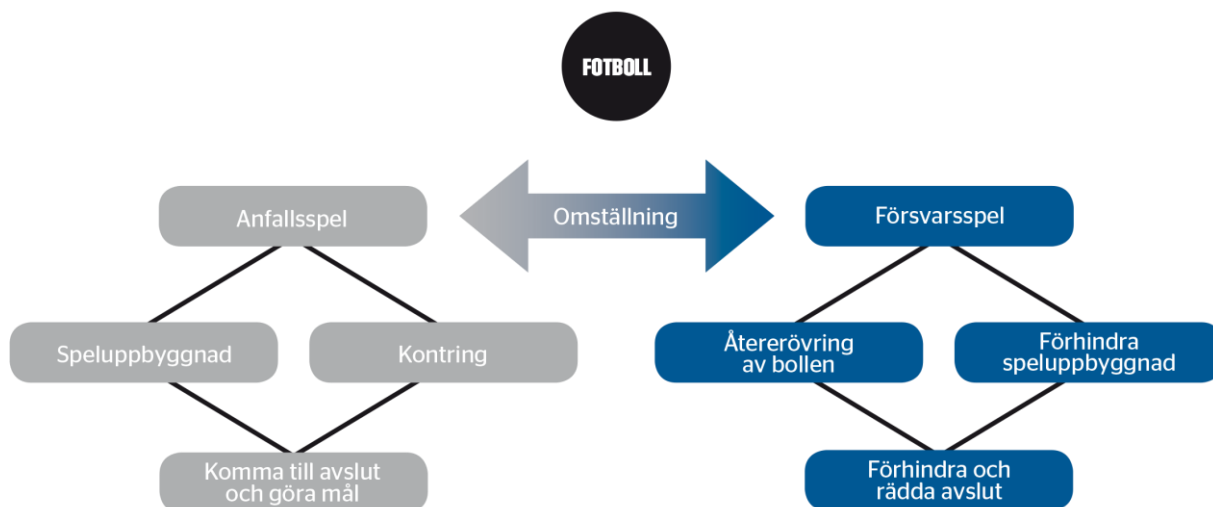 FOTBOLL
Anfallsspel
Omställning
Försvarsspel
Speluppbyggnad
Kontring
Återerövring
av bollen
Förhindra
speluppbyggnad
Komma till avslut
och göra mål
Förhindra och
rädda avslut